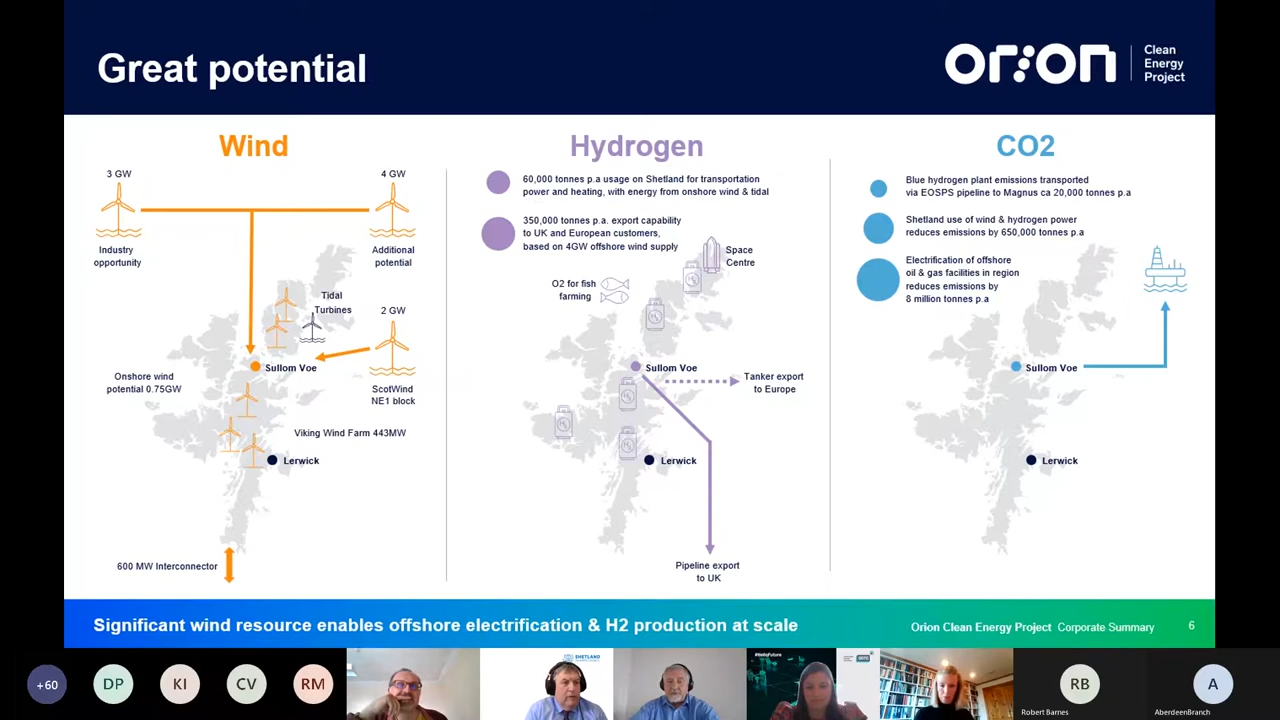 Great potential
orion
Clean
Energy
Project
Wind
3 GW
4 GW
Industry
opportunity
Additional
potential
Tidal
Turbines
2 GW
Sullom Voe
Onshore wind
potential 0.75GW
ScotWind
NE1 block
Viking Wind Farm 443MW
Lerwick
600 MW Interconnector
Hydrogen
60,000 tonnes p.a usage on Shetland for transportation
power and heating, with energy from onshore wind & tidal
350,000 tonnes p.a. export capability
to UK and European customers,
based on 4GW offshore wind supply
Space
Centre
O2 for fish
farming
Sullom Voe
Tanker export
to Europe
Lerwick
Pipeline export
to UK
CO2
Blue hydrogen plant emissions transported
via EOSPS pipeline to Magnus ca 20,000 tonnes p.a
Shetland use of wind & hydrogen power
reduces emissions by 650,000 tonnes p.a
Electrification of offshore
oil & gas facilities in region
reduces emissions by
8 million tonnes p.a
Sullom Voe
Lerwick
Significant wind resource enables offshore electrification & H2 production at scale
Orion Clean Energy Project Corporate Summary 6
+60
DP
KI
CV
RM
SHETLAND
RB
Robert Barnes
A
AberdeenBranch